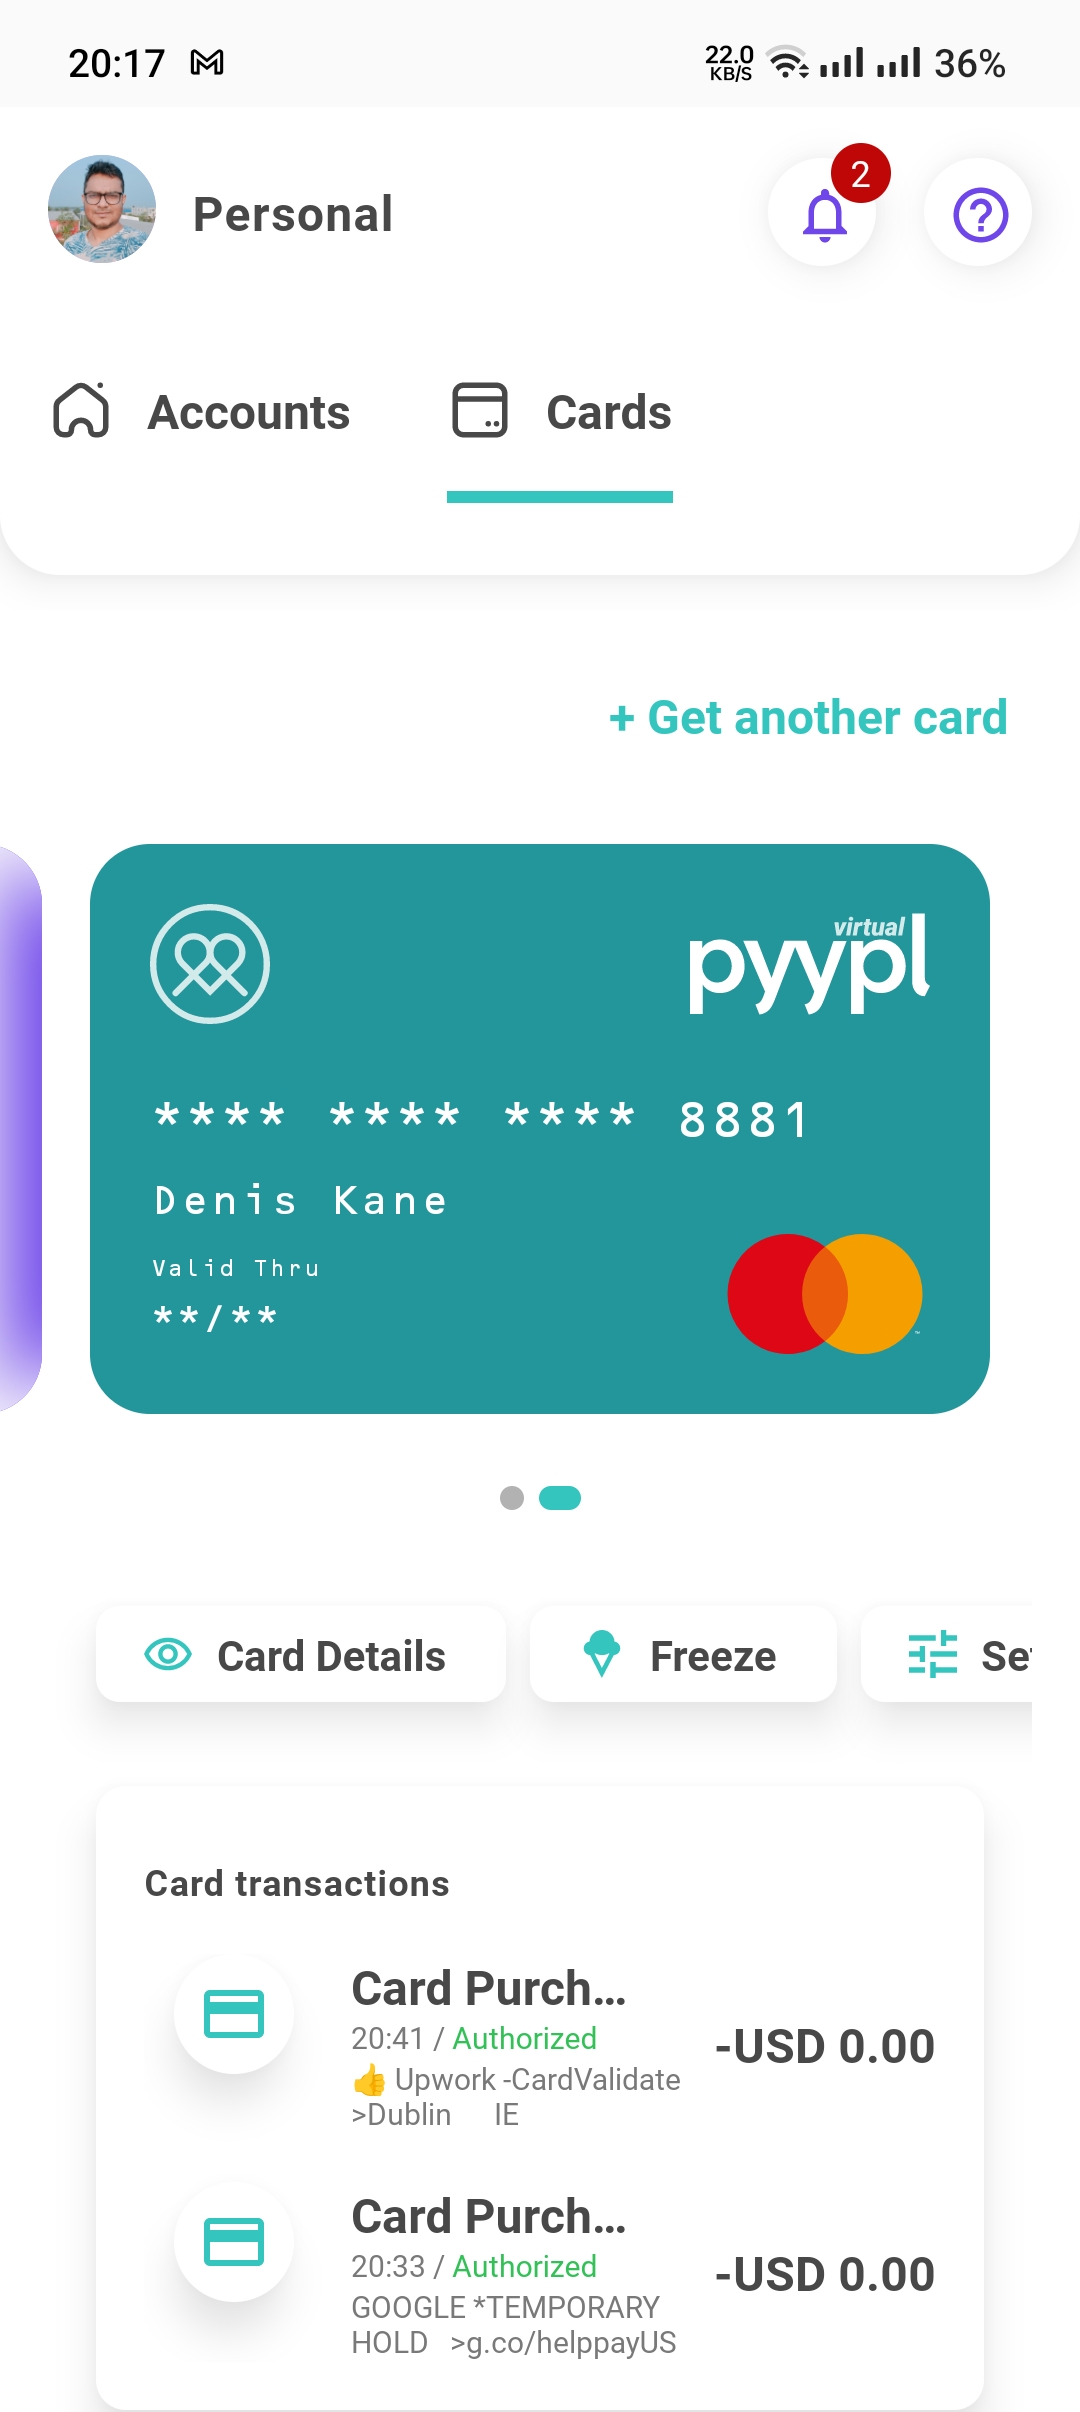 20:17
22.0
KB/S
36%
Personal
2
Accounts
Cards
+ Get another card
virtual
pyypl
**** **** **** 8881
Denis Kane
Valid Thru
**/**
Card Details
Freeze
Se
Card transactions
Card Purch...
20:41 / Authorized
-USD 0.00
👍 Upwork -CardValidate
>Dublin IE
Card Purch...
20:33 / Authorized
-USD 0.00
GOOGLE *TEMPORARY
HOLD >g.co/helppayUS